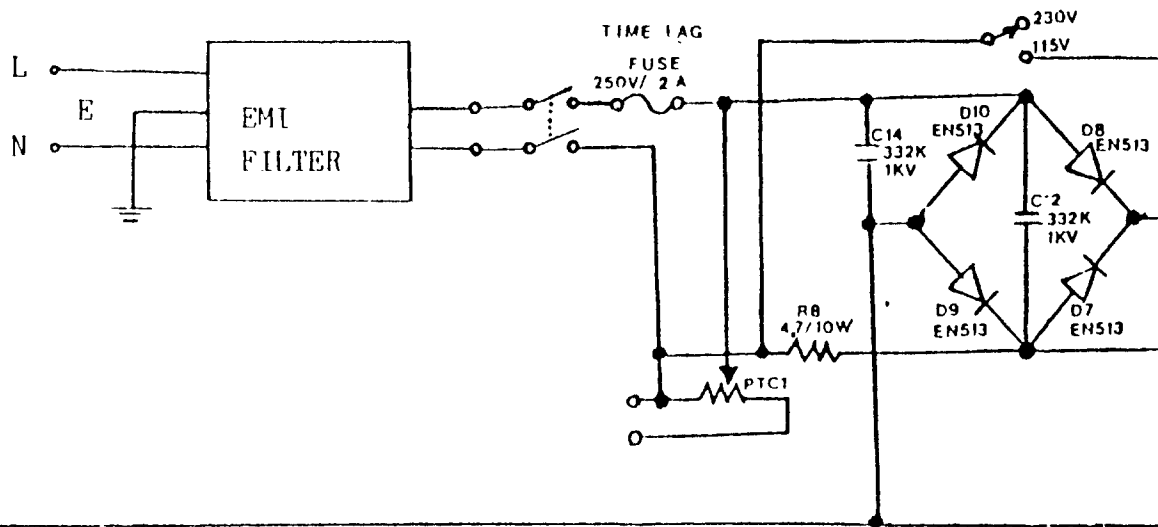 L
E
N
EMI
FILTER
TIME LAG
FUSE
250V/ 2 A
230V
115V
C14
332K
1KV
D10
EN513
D8
EN513
C12
332K
1KV
D9
EN513
D7
EN513
R8
4.7/10W
PTC1